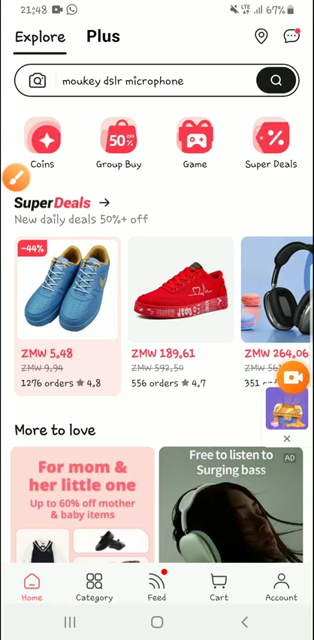 21:48
LTE
67%
Explore Plus
moukey dslr microphone
50% OFF
Coins Group Buy Game Super Deals
SuperDeals →
New daily deals 50%+ off
-44%
ZMW 5,48 ZMW 189,61 ZMW 264,06
ZMW 9,94 ZMW 592,50
1276 orders ★ 4,8 556 orders ★ 4,7 351
More to love
For mom &
her little one
Up to 60% off mother
& baby items
Free to listen to
Surging bass
AD
Home Category Feed Cart Account